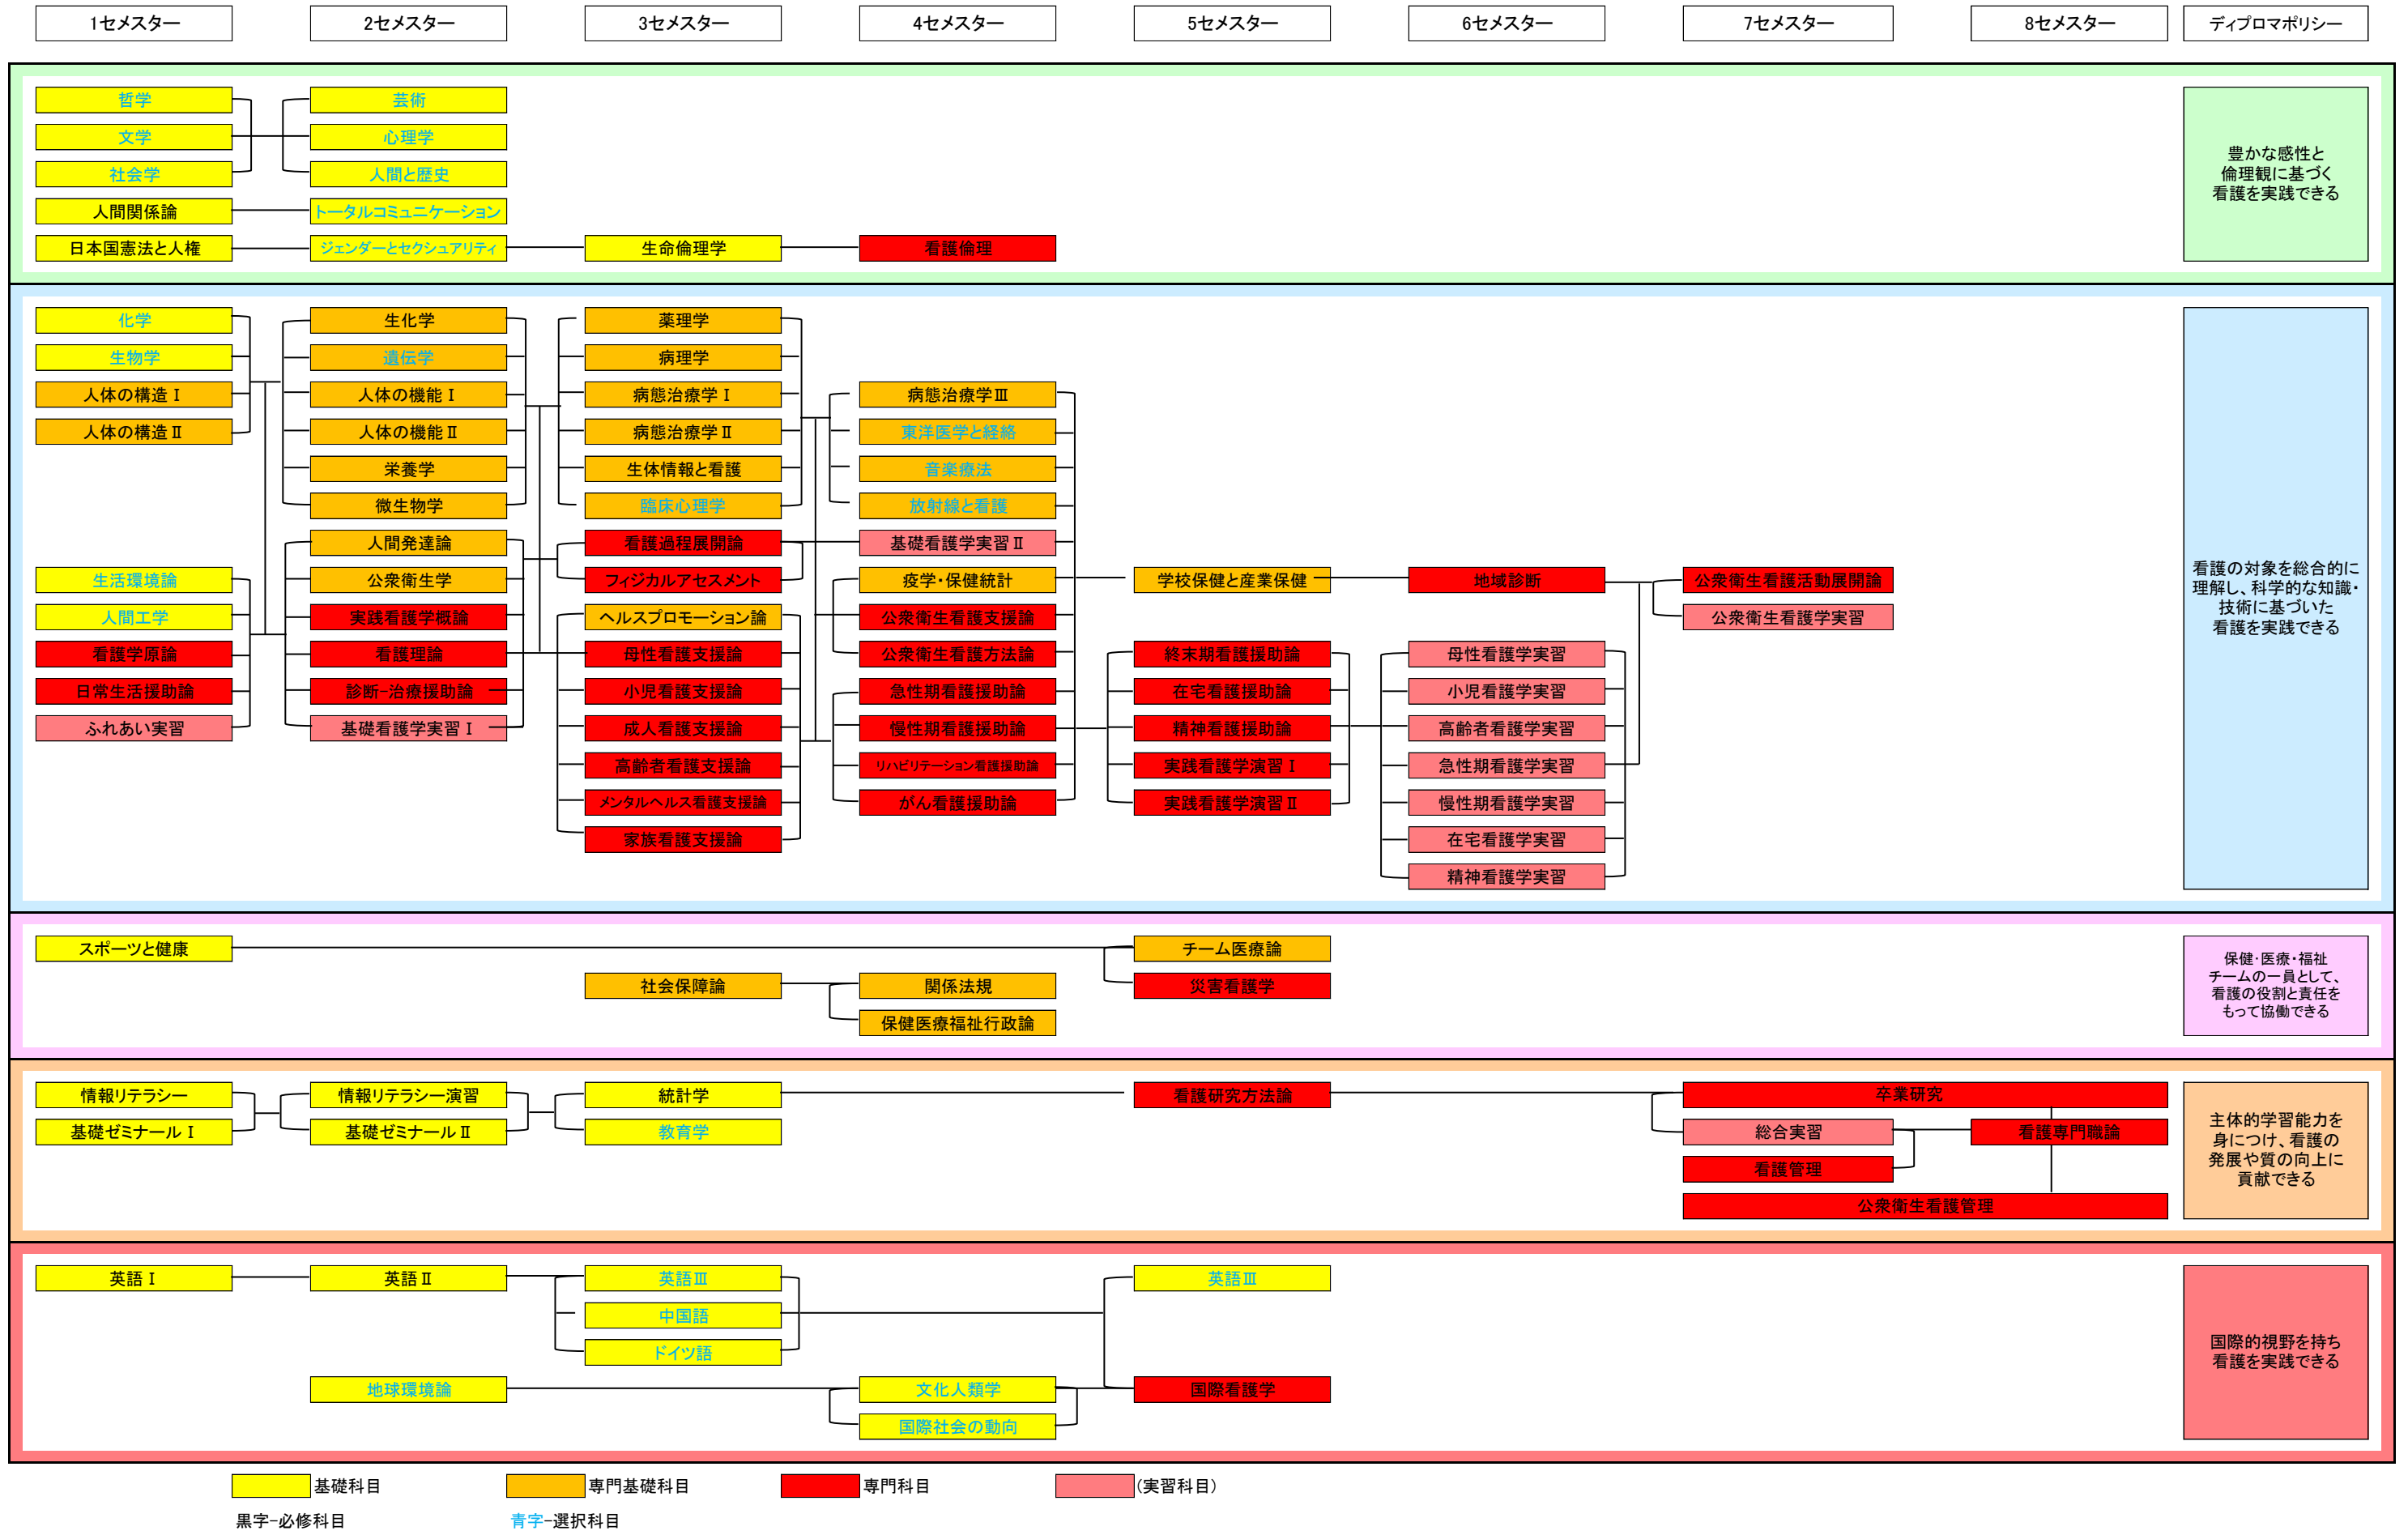 1セメスター 2セメスター 3セメスター 4セメスター 5セメスター 6セメスター 7セメスター 8セメスター ディプロマポリシー
哲学 芸術
文学 心理学
社会学 人間と歴史
人間関係論 トータルコミュニケーション
日本国憲法と人権 ジェンダーとセクシュアリティ 生命倫理学 看護倫理
豊かな感性と
倫理観に基づく
看護を実践できる
化学 生化学 薬理学
生物学 遺伝学 病理学
人体の構造Ⅰ 人体の機能Ⅰ 病態治療学Ⅰ 病態治療学Ⅲ
人体の構造Ⅱ 人体の機能Ⅱ 病態治療学Ⅱ 東洋医学と経絡
栄養学 生体情報と看護 音楽療法
微生物学 臨床心理学 放射線と看護
人間発達論 看護過程展開論 基礎看護学実習Ⅱ
生活環境論 公衆衛生学 フィジカルアセスメント 疫学・保健統計 学校保健と産業保健 地域診断 公衆衛生看護活動展開論
人間工学 実践看護学概論 ヘルスプロモーション論 公衆衛生看護支援論 公衆衛生看護学実習
看護学原論 看護理論 母性看護支援論 公衆衛生看護方法論 終末期看護援助論 母性看護学実習
日常生活援助論 診断-治療援助論 小児看護支援論 急性期看護援助論 在宅看護援助論 小児看護学実習
ふれあい実習 基礎看護学実習Ⅰ 成人看護支援論 慢性期看護援助論 精神看護援助論 高齢者看護学実習
高齢者看護支援論 リハビリテーション看護援助論 実践看護学演習Ⅰ 急性期看護学実習
メンタルヘルス看護支援論 がん看護援助論 実践看護学演習Ⅱ 慢性期看護学実習
家族看護支援論 在宅看護学実習
精神看護学実習
看護の対象を総合的に
理解し、科学的な知識・
技術に基づいた
看護を実践できる
スポーツと健康 チーム医療論
社会保障論 関係法規 災害看護学
保健医療福祉行政論
保健・医療・福祉
チームの一員として、
看護の役割と責任を
もって協働できる
情報リテラシー 情報リテラシー演習 統計学 看護研究方法論 卒業研究
基礎ゼミナールⅠ 基礎ゼミナールⅡ 教育学 総合実習 看護専門職論
看護管理
公衆衛生看護管理
主体的学習能力を
身につけ、看護の
発展や質の向上に
貢献できる
英語Ⅰ 英語Ⅱ 英語Ⅲ 英語Ⅲ
中国語
ドイツ語
地球環境論 文化人類学 国際看護学
国際社会の動向
国際的視野を持ち
看護を実践できる
基礎科目 専門基礎科目 専門科目 (実習科目)
黒字-必修科目 青字-選択科目